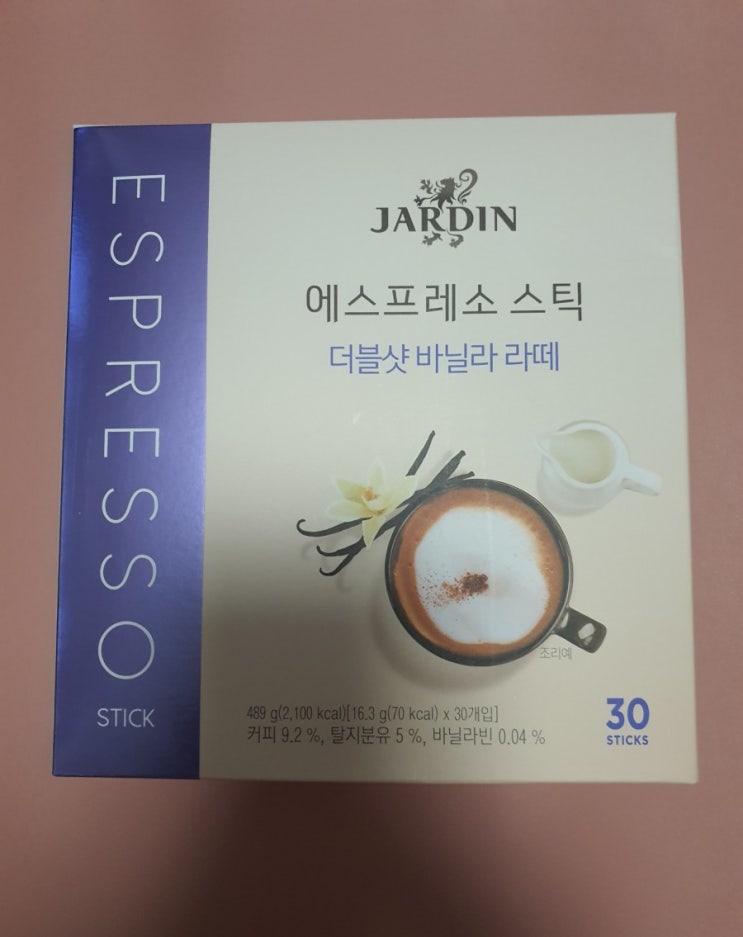 ESPRESSO
STICK
JARDIN
에스프레소 스틱
더블샷 바닐라 라떼
조리예
489 g(2,100 kcal)[16.3 g(70 kcal) x 30개입]
커피 9.2 %, 탈지분유 5 %, 바닐라빈 0.04 %
30
STICKS